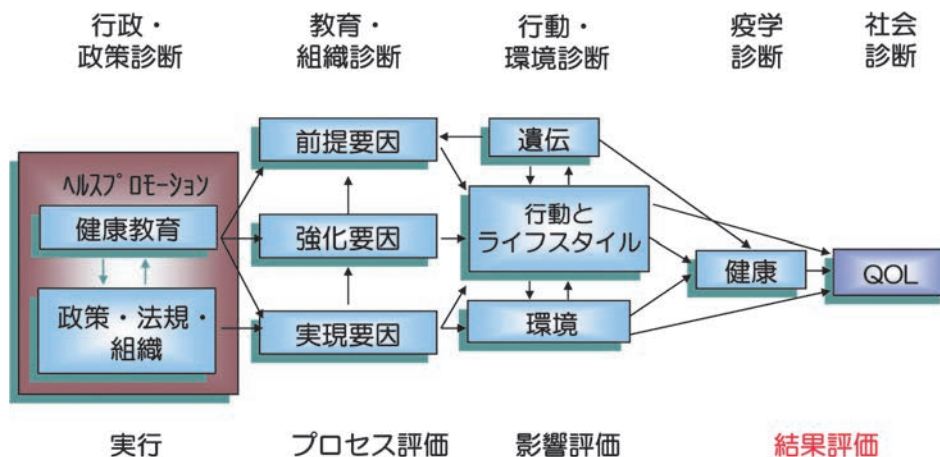 行政・
政策診断
教育・
組織診断
行動・
環境診断
疫学
診断
社会
診断
ﾍﾙｽﾌﾟﾛﾓｰｼｮﾝ
健康教育
政策・法規・
組織
前提要因
強化要因
実現要因
遺伝
行動と
ライフスタイル
環境
健康
QOL
実行
プロセス評価
影響評価
結果評価